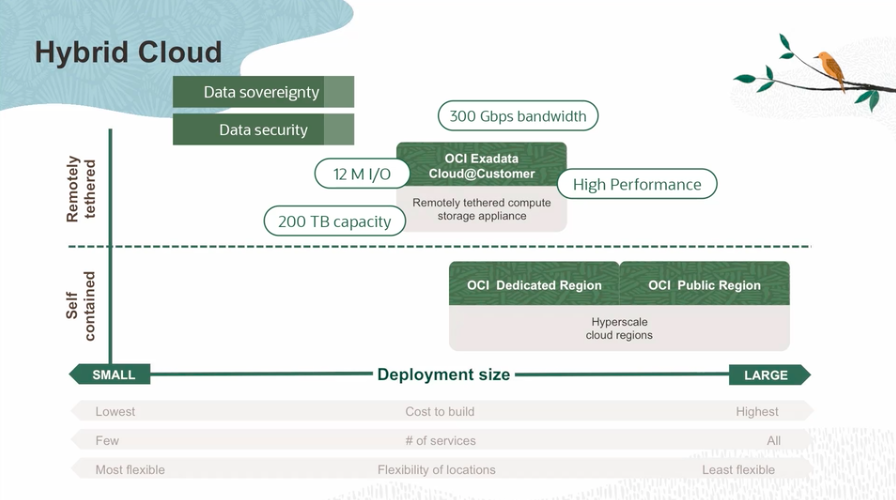 Hybrid Cloud
Data sovereignty
Data security
300 Gbps bandwidth
12 M I/O
OCI Exadata
Cloud@Customer
High Performance
Remotely tethered compute
storage appliance
200 TB capacity
Remotely
tethered
Self
contained
OCI Dedicated Region
OCI Public Region
Hyperscale
cloud regions
SMALL
Deployment size
LARGE
Lowest
Cost to build
Highest
Few
# of services
All
Most flexible
Flexibility of locations
Least flexible